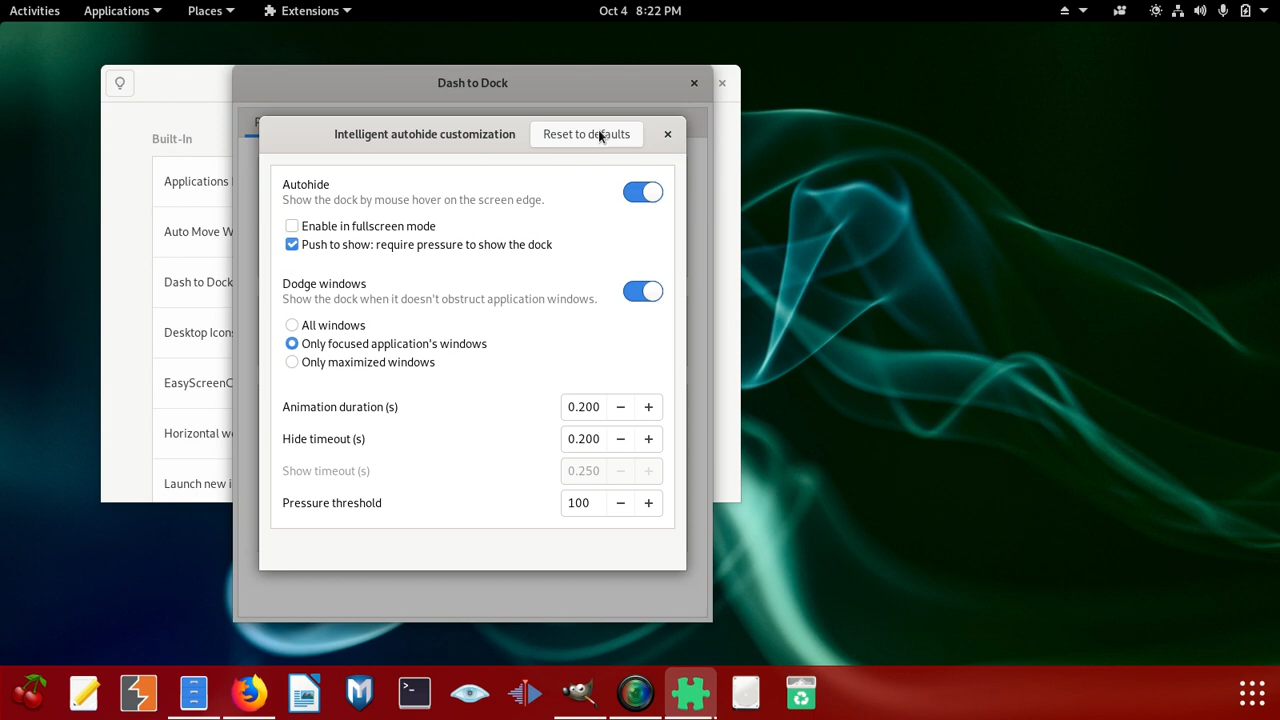 Activities
Applications
Places
Extensions
Oct 4 8:22 PM
Dash to Dock
Built-In
Intelligent autohide customization
Reset to defaults
Applications
Auto Move W
Dash to Dock
Desktop Icons
EasyScreenC
Horizontal wo
Launch new i
Autohide
Show the dock by mouse hover on the screen edge.
Enable in fullscreen mode
Push to show: require pressure to show the dock
Dodge windows
Show the dock when it doesn't obstruct application windows.
All windows
Only focused application's windows
Only maximized windows
Animation duration (s)
0.200
Hide timeout (s)
0.200
Show timeout (s)
0.250
Pressure threshold
100